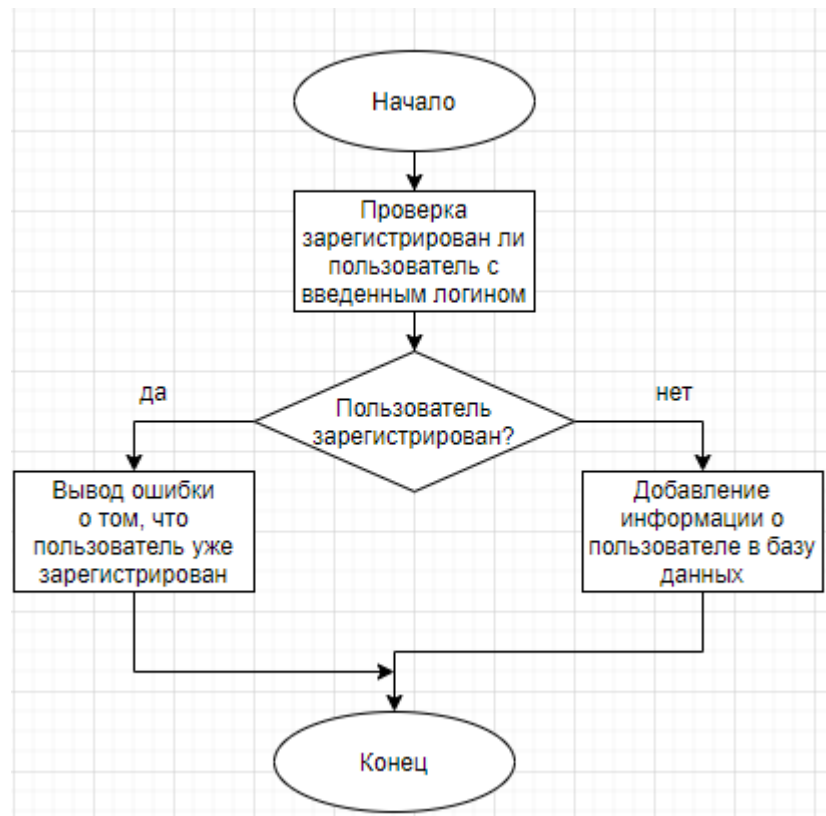 Начало
Проверка
зарегистрирован ли
пользователь с
введенным логином
да
нет
Пользователь
зарегистрирован?
Вывод ошибки
о том, что
пользователь уже
зарегистрирован
Добавление
информации о
пользователе в базу
данных
Конец